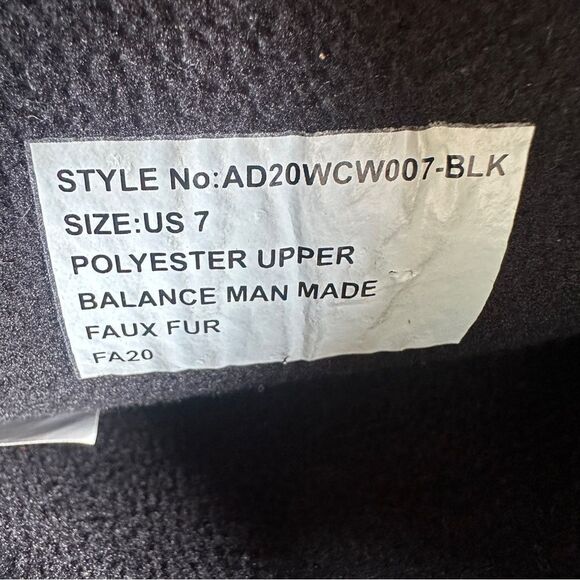 STYLE No:AD20WCW007-BLK
SIZE:US 7
POLYESTER UPPER
BALANCE MAN MADE
FAUX FUR
FA20